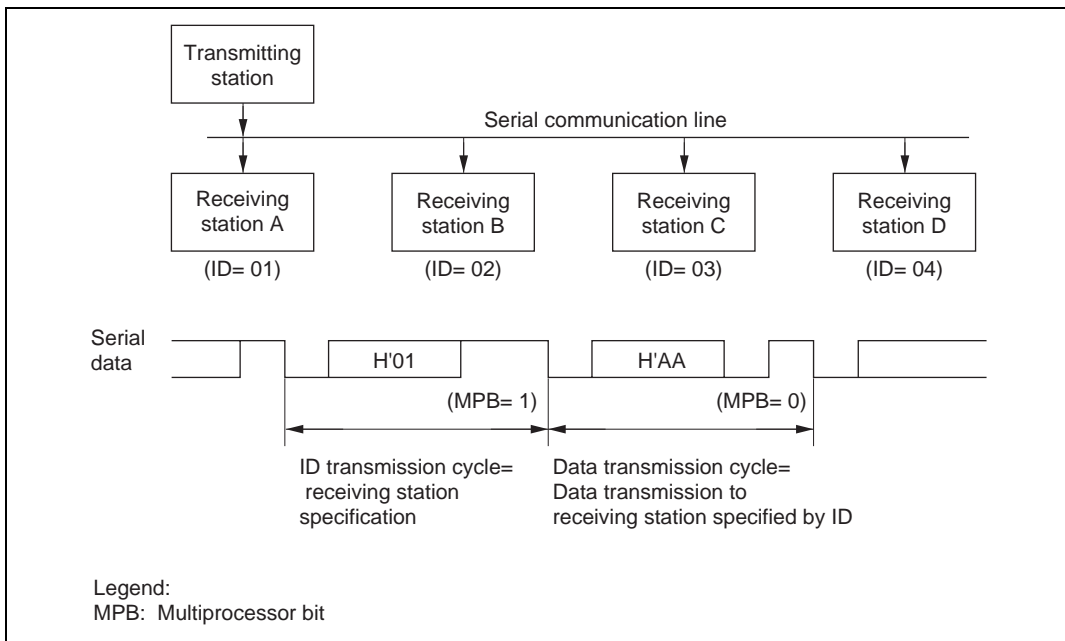 Transmitting
station
Serial communication line
Receiving
station A
Receiving
station B
Receiving
station C
Receiving
station D
(ID= 01)
(ID= 02)
(ID= 03)
(ID= 04)
Serial
data
H'01
H'AA
(MPB= 1)
(MPB= 0)
ID transmission cycle=
receiving station
specification
Data transmission cycle=
Data transmission to
receiving station specified by ID
Legend:
MPB: Multiprocessor bit